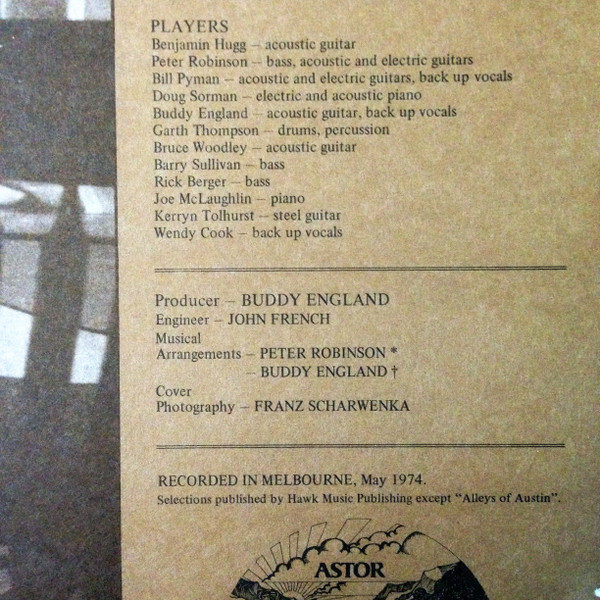 PLAYERS
Benjamin Hugg – acoustic guitar
Peter Robinson – bass, acoustic and electric guitars
Bill Pyman – acoustic and electric guitars, back up vocals
Doug Sorman – electric and acoustic piano
Buddy England – acoustic guitar, back up vocals
Garth Thompson – drums, percussion
Bruce Woodley – acoustic guitar
Barry Sullivan – bass
Rick Berger – bass
Joe McLaughlin – piano
Kerryn Tolhurst – steel guitar
Wendy Cook – back up vocals
Producer – BUDDY ENGLAND
Engineer – JOHN FRENCH
Musical
Arrangements – PETER ROBINSON *
– BUDDY ENGLAND †
Cover
Photography – FRANZ SCHARWENKA
RECORDED IN MELBOURNE, May 1974.
Selections published by Hawk Music Publishing except “Alleys of Austin”.
ASTOR